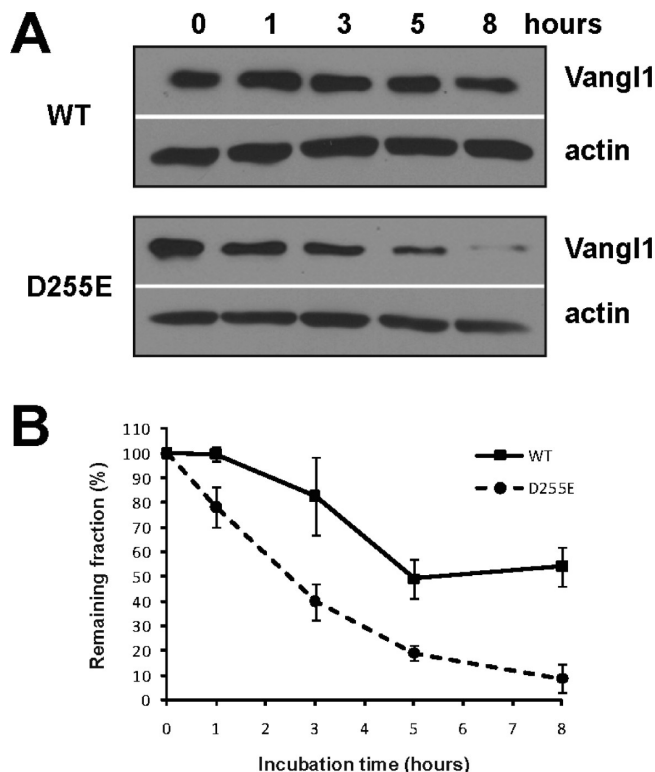 A
0 1 3 5 8 hours
WT
Vangl1
actin
D255E
Vangl1
actin
B
110
100
90
80
70
60
50
40
30
20
10
0
Remaining fraction (%)
WT
D255E
0 1 2 3 4 5 6 7 8
Incubation time (hours)